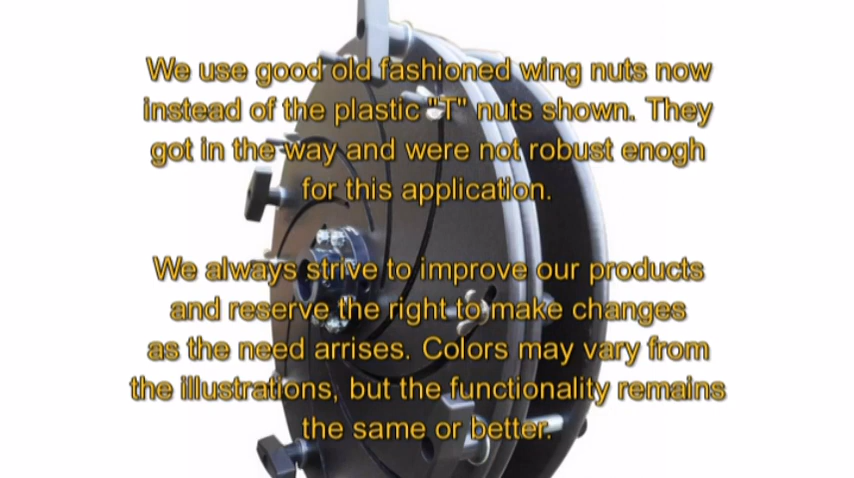 We use good old fashioned wing nuts now
instead of the plastic "T" nuts shown. They
got in the way and were not robust enogh
for this application.
We always strive to improve our products
and reserve the right to make changes
as the need arrises. Colors may vary from
the illustrations, but the functionality remains
the same or better.